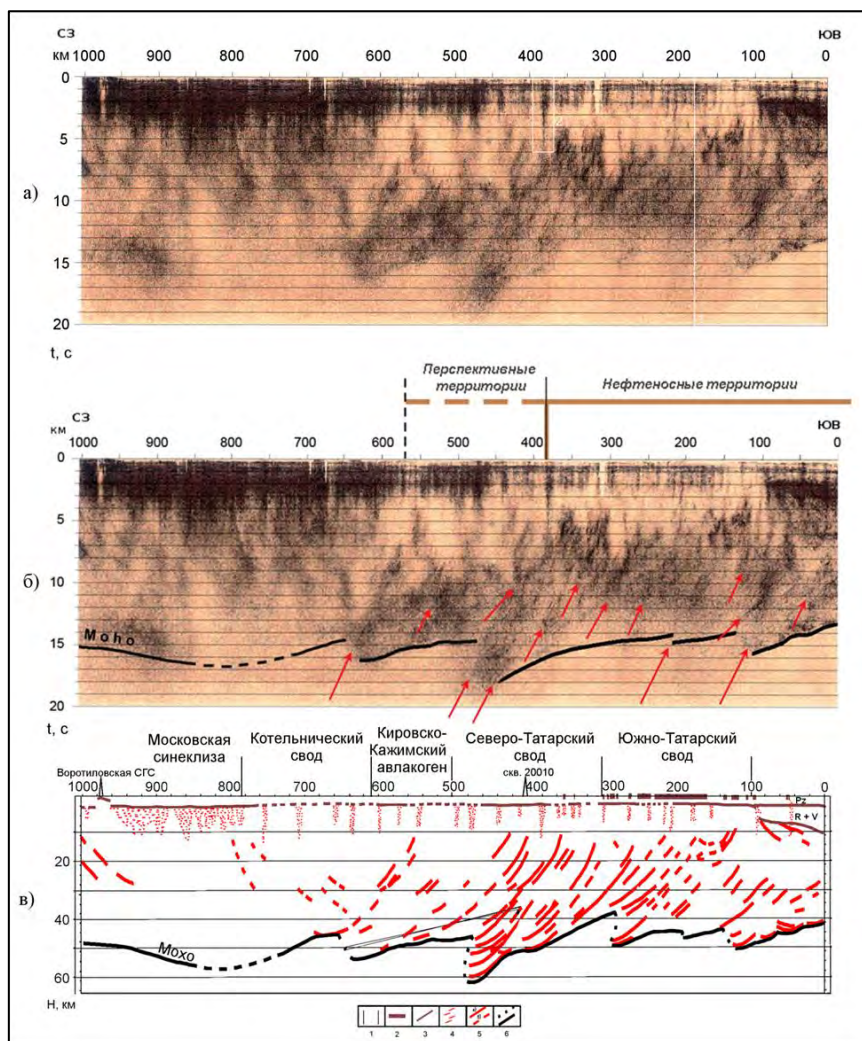 СЗ ЮВ
км 1000 900 800 700 600 500 400 300 200 100 0
0
5
а) 10
15
20
t, с
Перспективные территории
Нефтеносные территории
СЗ ЮВ
км 1000 900 800 700 600 500 400 300 200 100 0
0
5
б) 10
15
Мoho
20
t, с
Московская синеклиза
Котельнический свод
Кировско-Кажимский авлакоген
Северо-Татарский свод
Южно-Татарский свод
Воротиловская СГС
скв. 20010
1000 900 800 700 600 500 400 300 200 100 0
Pz
R + V
20
в)
40
Мохо
60
H, км
1 2 3 4 5 6